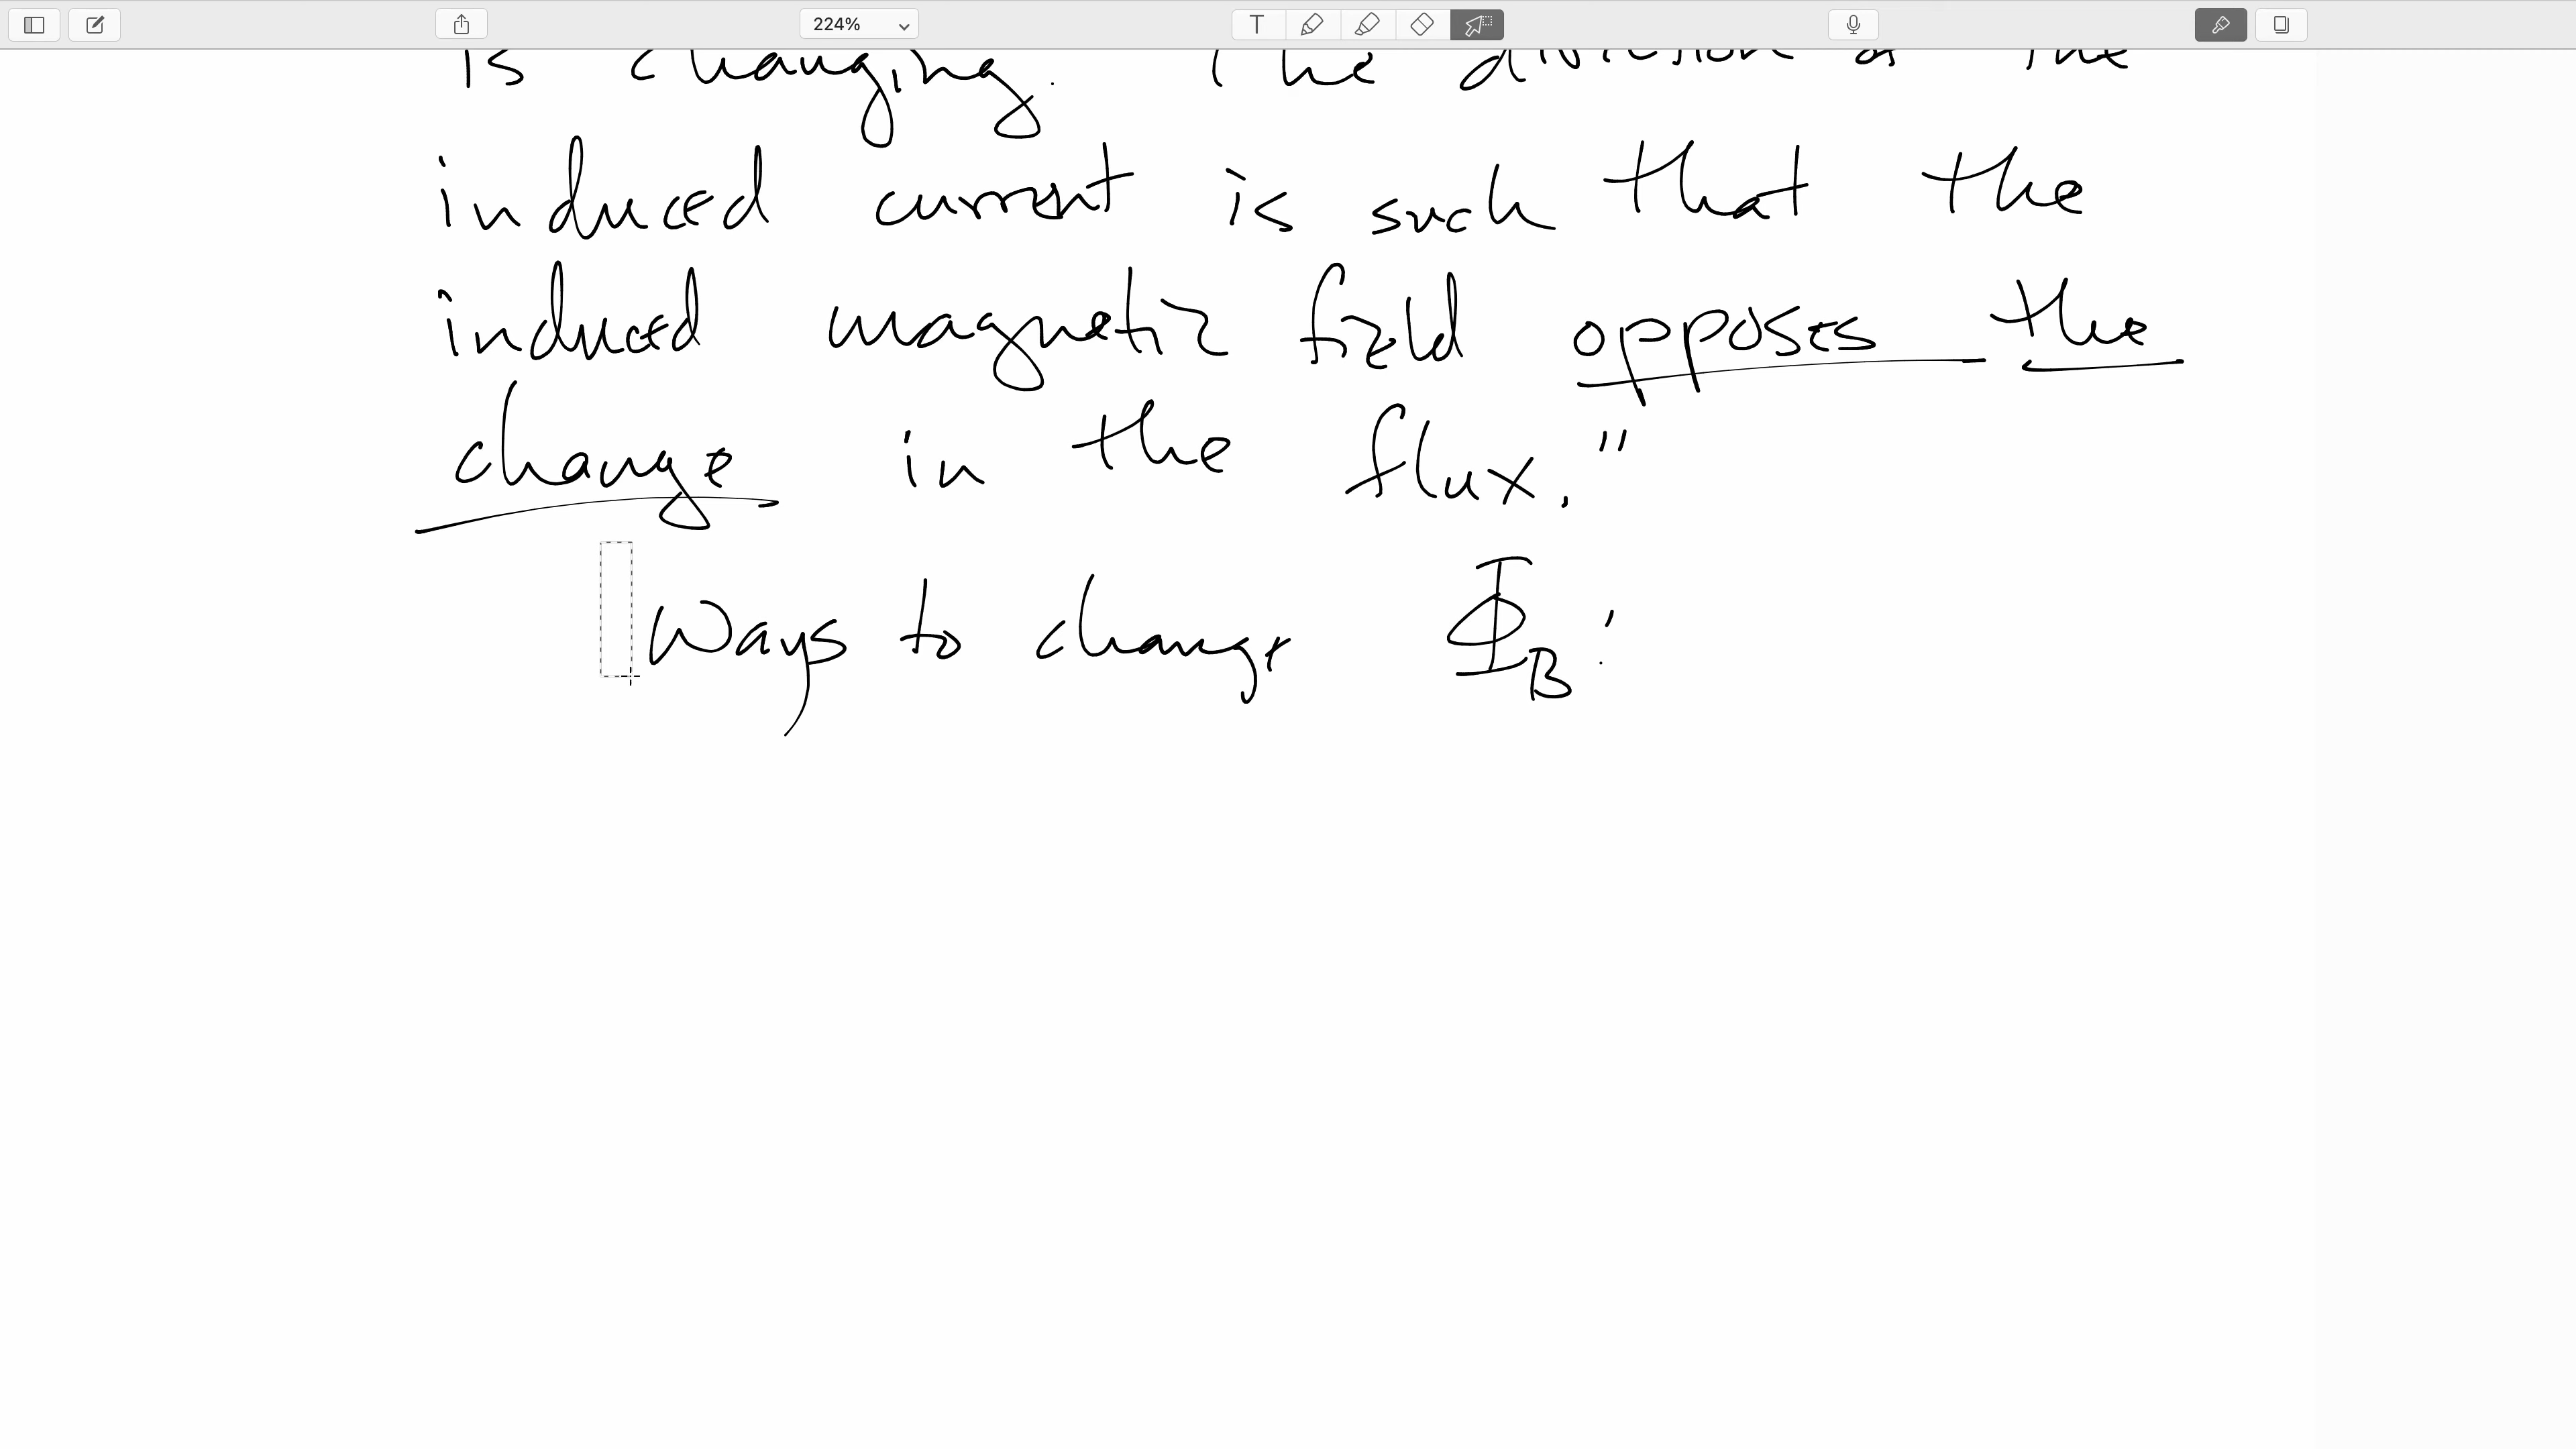 224%
T
is changing. The direction of the
induced current is such that the
induced magnetic field opposes the
change in the flux."
Ways to change Φ_B: